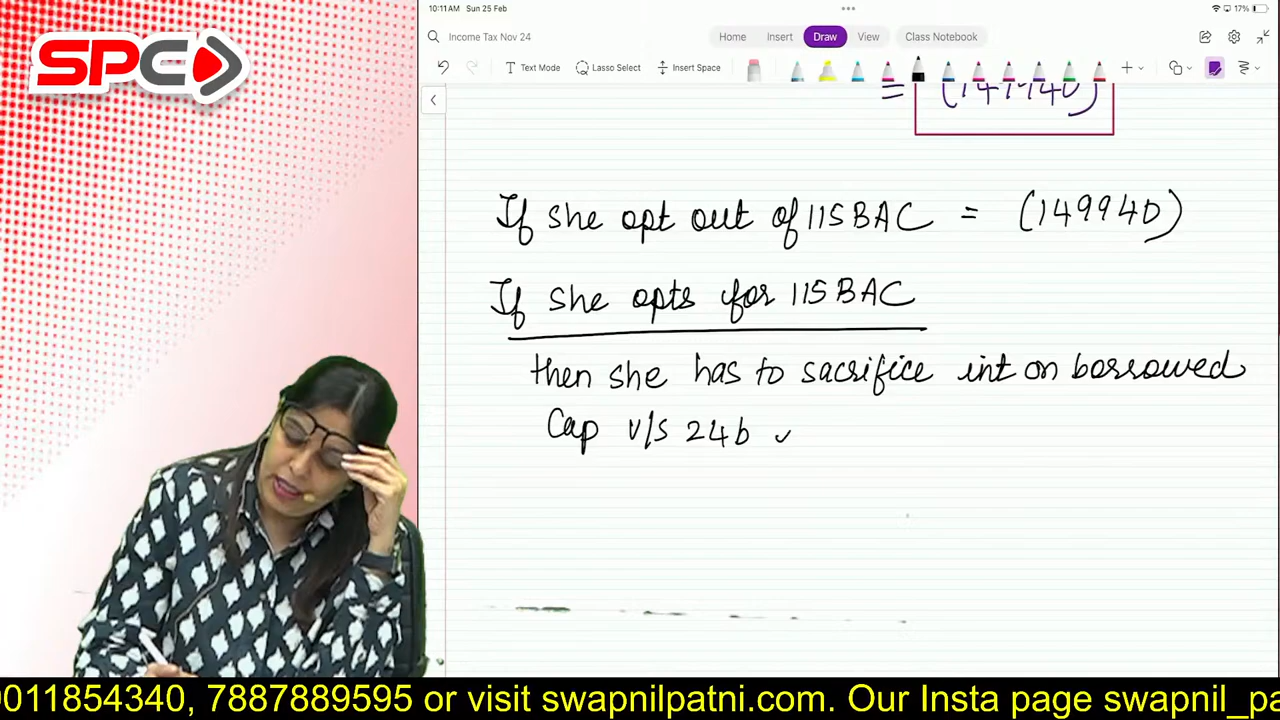 10:11 AM Sun 25 Feb
17%
SPC
Income Tax Nov 24
Home Insert Draw View Class Notebook
Text Mode Lasso Select Insert Space
= (149940)
If she opt out of 115BAC = (149940)
If she opts for 115BAC
then she has to sacrifice int on borrowed
Cap v/s 24b
0011854340, 7887889595 or visit swapnilpatni.com. Our Insta page swapnil_pa